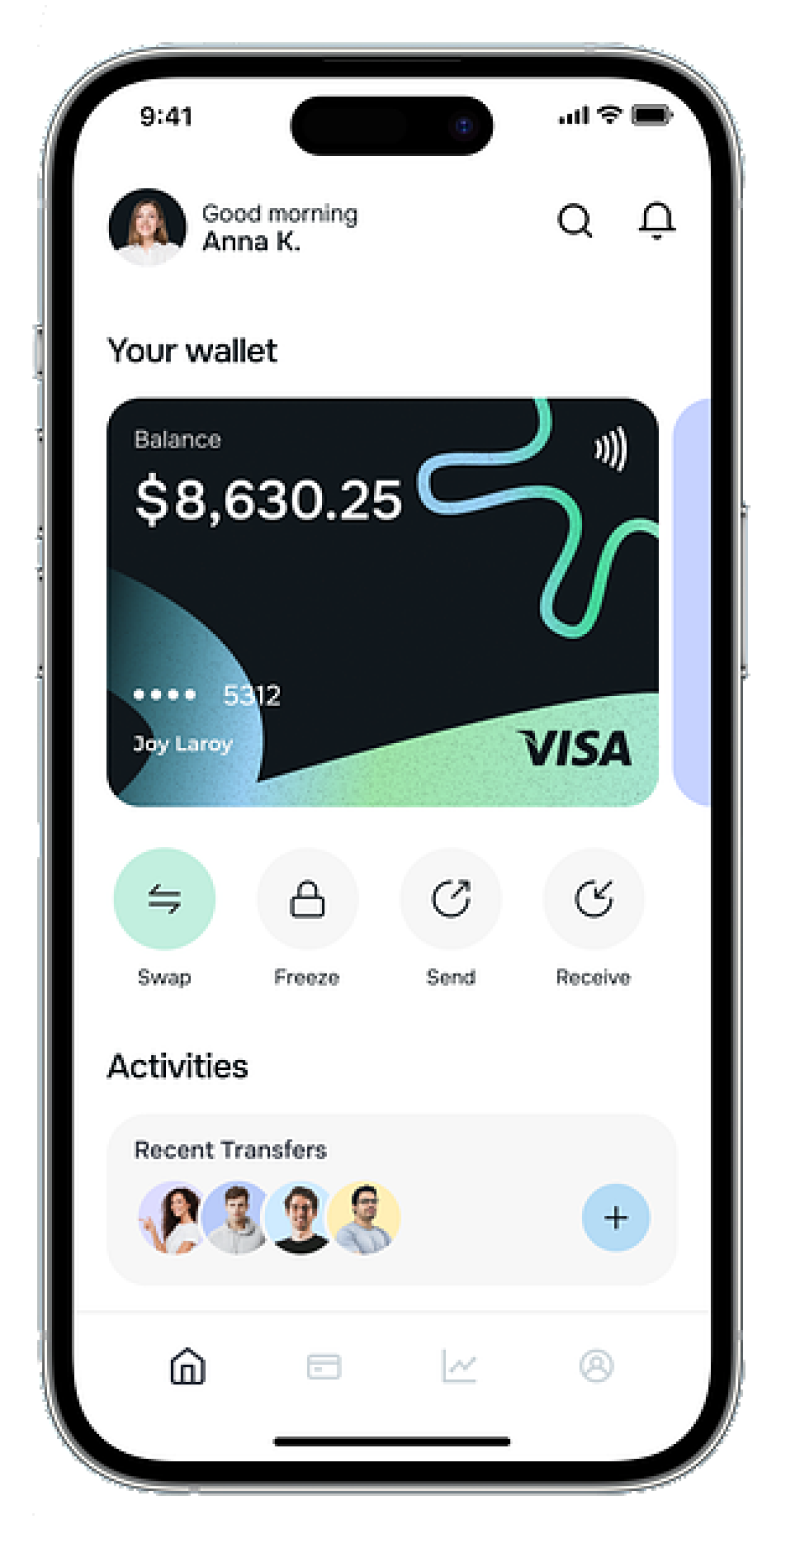 9:41
Good morning
Anna K.
Your wallet
Balance
$8,630.25
•••• 5312
Joy Laroy
VISA
Swap
Freeze
Send
Receive
Activities
Recent Transfers